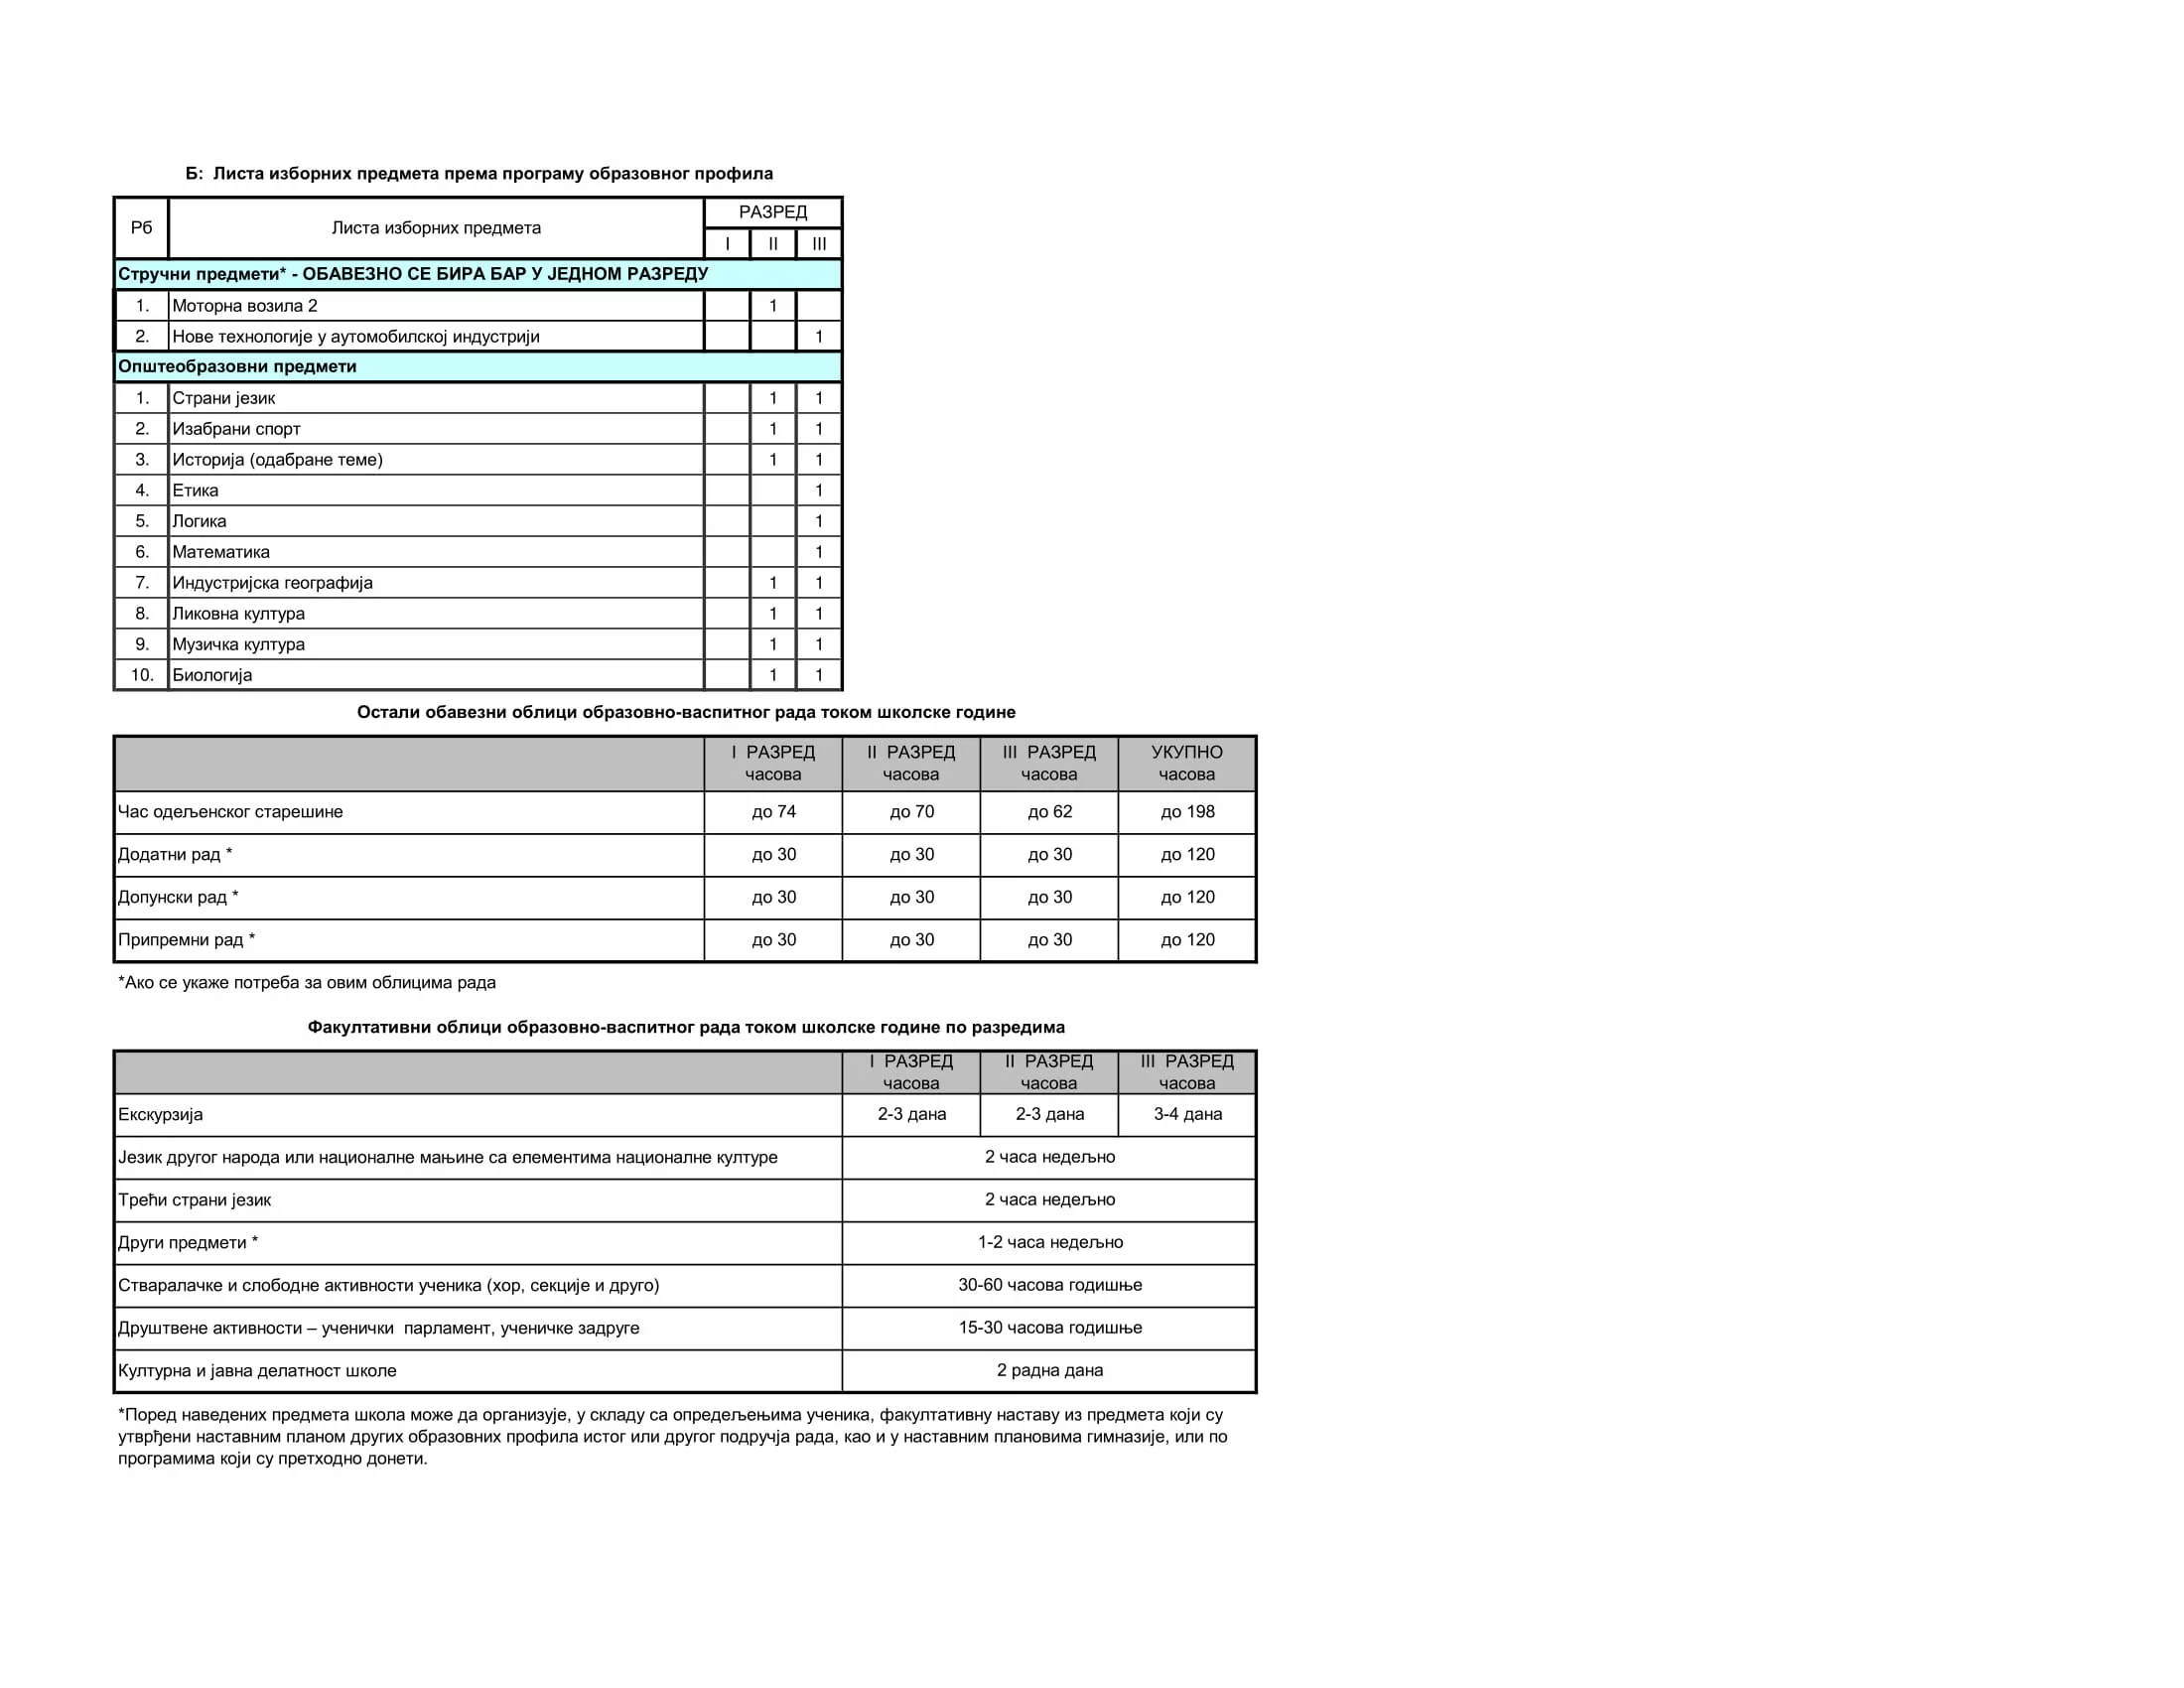 Б: Листа изборних предмета према програму образовног профила
Рб Листа изборних предмета РАЗРЕД
I II III
Стручни предмети* - ОБАВЕЗНО СЕ БИРА БАР У ЈЕДНОМ РАЗРЕДУ
1. Моторна возила 2 1
2. Нове технологије у аутомобилској индустрији 1
Општеобразовни предмети
1. Страни језик 1 1
2. Изабрани спорт 1 1
3. Историја (одабране теме) 1 1
4. Етика 1
5. Логика 1
6. Математика 1
7. Индустријска географија 1 1
8. Ликовна култура 1 1
9. Музичка култура 1 1
10. Биологија 1 1
Остали обавезни облици образовно-васпитног рада током школске године
I РАЗРЕД II РАЗРЕД III РАЗРЕД УКУПНО
часова часова часова часова
Час одељенског старешине до 74 до 70 до 62 до 198
Додатни рад * до 30 до 30 до 30 до 120
Допунски рад * до 30 до 30 до 30 до 120
Припремни рад * до 30 до 30 до 30 до 120
*Ако се укаже потреба за овим облицима рада
Факултативни облици образовно-васпитног рада током школске године по разредима
I РАЗРЕД II РАЗРЕД III РАЗРЕД
часова часова часова
Екскурзија 2-3 дана 2-3 дана 3-4 дана
Језик другог народа или националне мањине са елементима националне културе 2 часа недељно
Трећи страни језик 2 часа недељно
Други предмети * 1-2 часа недељно
Стваралачке и слободне активности ученика (хор, секције и друго) 30-60 часова годишње
Друштвене активности – ученички парламент, ученичке задруге 15-30 часова годишње
Културна и јавна делатност школе 2 радна дана
*Поред наведених предмета школа може да организује, у складу са опредељењима ученика, факултативну наставу из предмета који су
утврђени наставним планом других образовних профила истог или другог подручја рада, као и у наставним плановима гимназије, или по
програмима који су претходно донети.